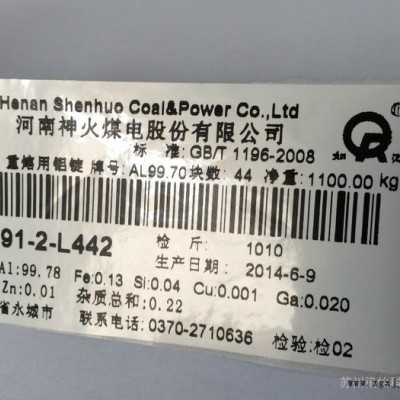 Henan Shenhuo Coal&Power Co.,Ltd
河南神火煤电股份有限公司
标 准: GB/T 1196-2008
重熔用铝锭 牌号: AL99.70 块数: 44 净重: 1100.00 kg
91-2-L442 检 斤: 1010
生产日期: 2014-6-9
Al:99.78 Fe:0.13 Si:0.04 Cu:0.001 Ga:0.020
Zn:0.01 杂质总和:0.22
省永城市 联系电话: 0370-2710636 检验:检02